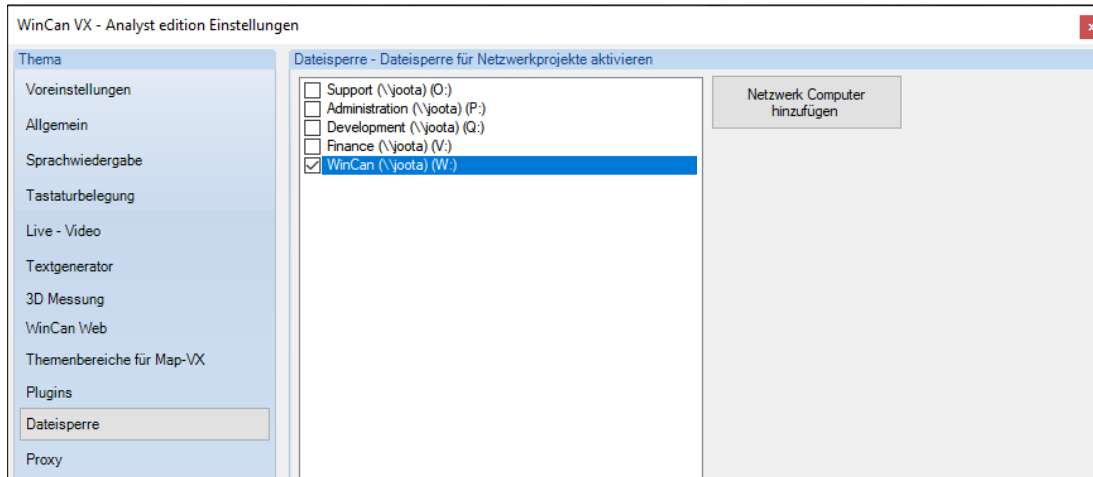 WinCan VX - Analyst edition Einstellungen
Thema
Voreinstellungen
Allgemein
Sprachwiedergabe
Tastaturbelegung
Live - Video
Textgenerator
3D Messung
WinCan Web
Themenbereiche für Map-VX
Plugins
Dateisperre
Proxy
Dateisperre - Dateisperre für Netzwerkprojekte aktivieren
Support (\\joota) (O:)
Administration (\\joota) (P:)
Development (\\joota) (Q:)
Finance (\\joota) (V:)
WinCan (\\joota) (W:)
Netzwerk Computer
hinzufügen